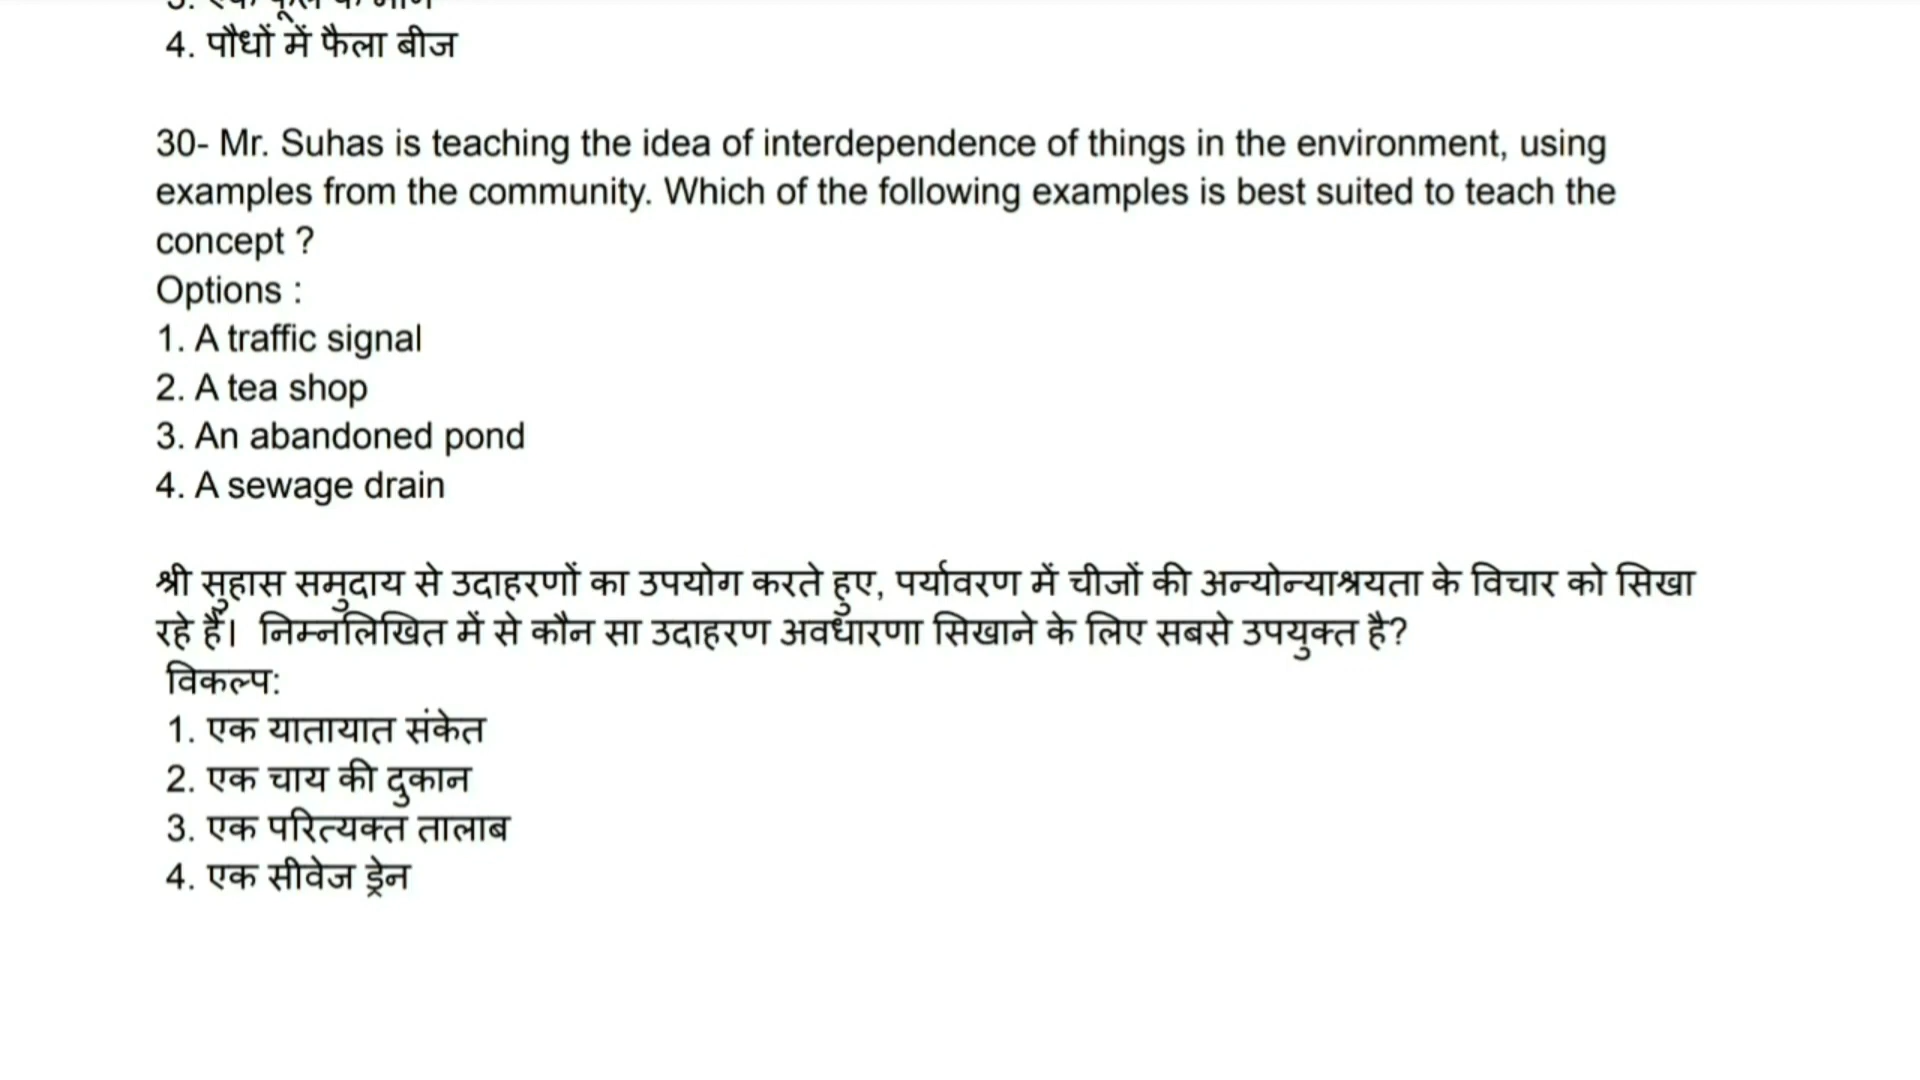 4. पौधों में फैला बीज
30- Mr. Suhas is teaching the idea of interdependence of things in the environment, using
examples from the community. Which of the following examples is best suited to teach the
concept ?
Options :
1. A traffic signal
2. A tea shop
3. An abandoned pond
4. A sewage drain
श्री सुहास समुदाय से उदाहरणों का उपयोग करते हुए, पर्यावरण में चीजों की अन्योन्याश्रयता के विचार को सिखा
रहे हैं। निम्नलिखित में से कौन सा उदाहरण अवधारणा सिखाने के लिए सबसे उपयुक्त है?
विकल्प:
1. एक यातायात संकेत
2. एक चाय की दुकान
3. एक परित्यक्त तालाब
4. एक सीवेज ड्रेन